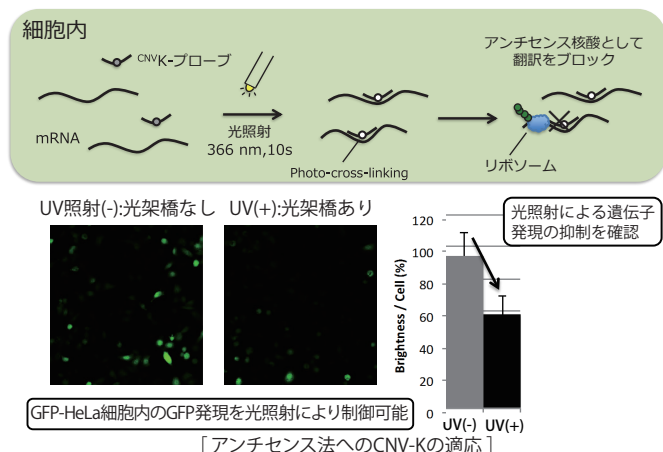 細胞内
CNVK-プローブ
mRNA
光照射
366 nm,10s
Photo-cross-linking
アンチセンス核酸として
翻訳をブロック
リボソーム
UV照射(-):光架橋なし
UV(+):光架橋あり
光照射による遺伝子
発現の抑制を確認
Brightness / Cell (%)
120
100
80
60
40
20
0
UV(-)
UV(+)
GFP-HeLa細胞内のGFP発現を光照射により制御可能
[ アンチセンス法へのCNV-Kの適応 ]